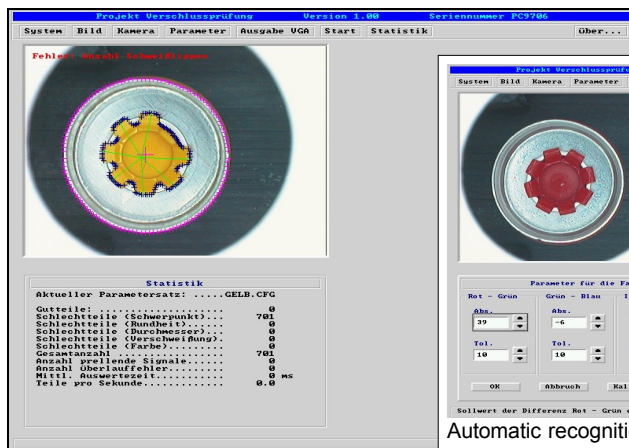 Projekt Verschlussprüfung Version 1.00 Seriennummer PC9706
System Bild Kamera Parameter Ausgabe VGA Start Statistik Über...
Fehler: Anzahl Schweißlippen
Statistik
Aktueller Parametersatz: .....GELB.CFG
Gutteile: ..................... 0
Schlechtteile (Schwerpunkt)... 701
Schlechtteile (Rundheit)...... 0
Schlechtteile (Durchmesser)... 0
Schlechtteile (Verschweißung). 0
Schlechtteile (Farbe)......... 0
Gesamtanzahl ................. 701
Anzahl prellende Signale...... 0
Anzahl Überlauffehler......... 0
Mittl. Auswertezeit........... 0 ms
Teile pro Sekunde............ 0.0
Projekt Verschlussprüfu
System Bild Kamera Parameter
Parameter für die Fa
Rot - Grün Grün - Blau
Abs. Abs.
39 -6
Tol. Tol.
10 10
OK Abbruch Kal
Sollwert der Differenz Rot - Grün
Automatic recogniti